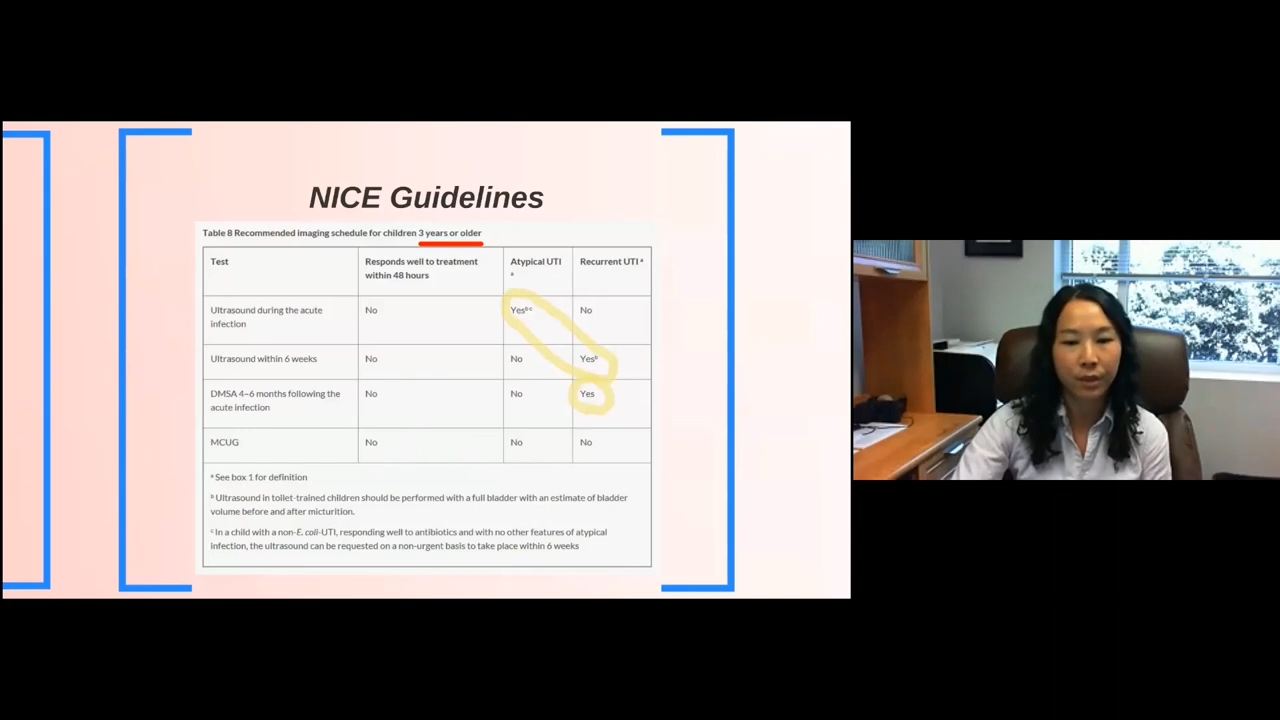 NICE Guidelines
Table 8 Recommended imaging schedule for children 3 years or older
Test
Responds well to treatment
within 48 hours
Atypical UTI
a
Recurrent UTI ᵃ
Ultrasound during the acute
infection
No
Yesᵇ ᶜ
No
Ultrasound within 6 weeks
No
No
Yesᵇ
DMSA 4–6 months following the
acute infection
No
No
Yes
MCUG
No
No
No
ᵃ See box 1 for definition
ᵇ Ultrasound in toilet-trained children should be performed with a full bladder with an estimate of bladder
volume before and after micturition.
ᶜ In a child with a non-E. coli-UTI, responding well to antibiotics and with no other features of atypical
infection, the ultrasound can be requested on a non-urgent basis to take place within 6 weeks